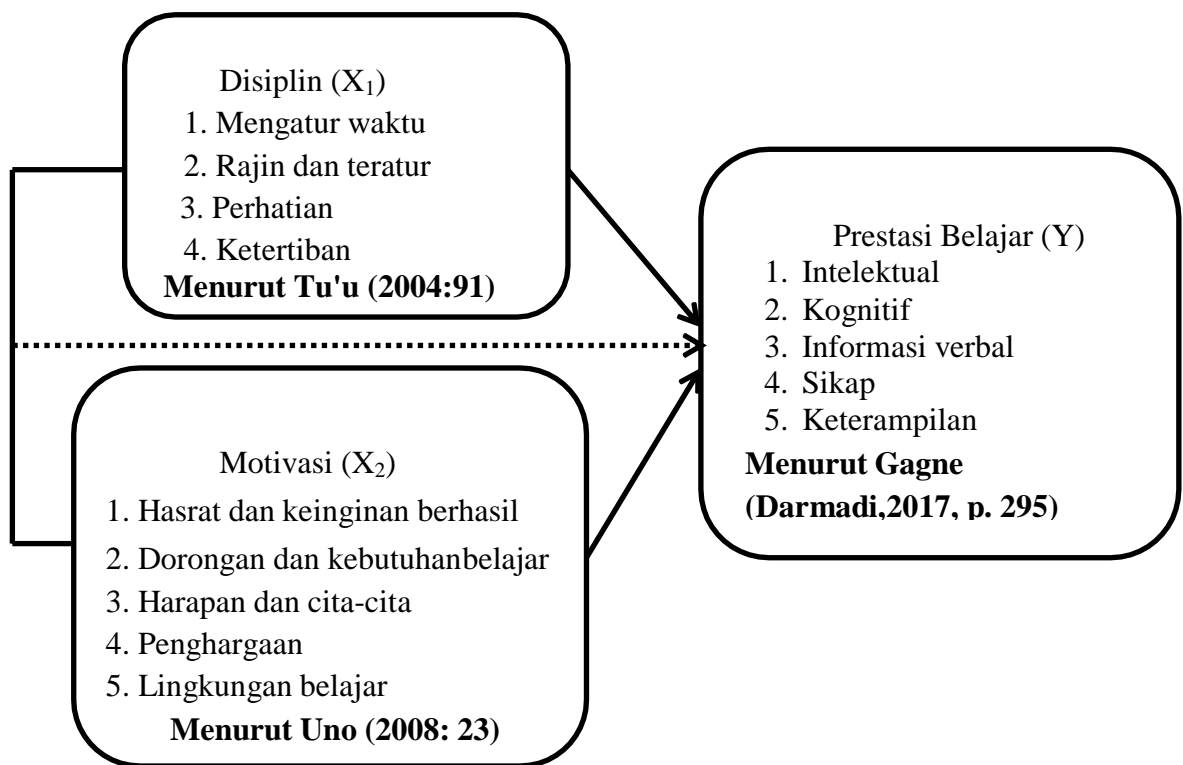 Disiplin (X₁)
1. Mengatur waktu
2. Rajin dan teratur
3. Perhatian
4. Ketertiban
Menurut Tu'u (2004:91)
Motivasi (X₂)
1. Hasrat dan keinginan berhasil
2. Dorongan dan kebutuhanbelajar
3. Harapan dan cita-cita
4. Penghargaan
5. Lingkungan belajar
Menurut Uno (2008: 23)
Prestasi Belajar (Y)
1. Intelektual
2. Kognitif
3. Informasi verbal
4. Sikap
5. Keterampilan
Menurut Gagne
(Darmadi,2017, p. 295)